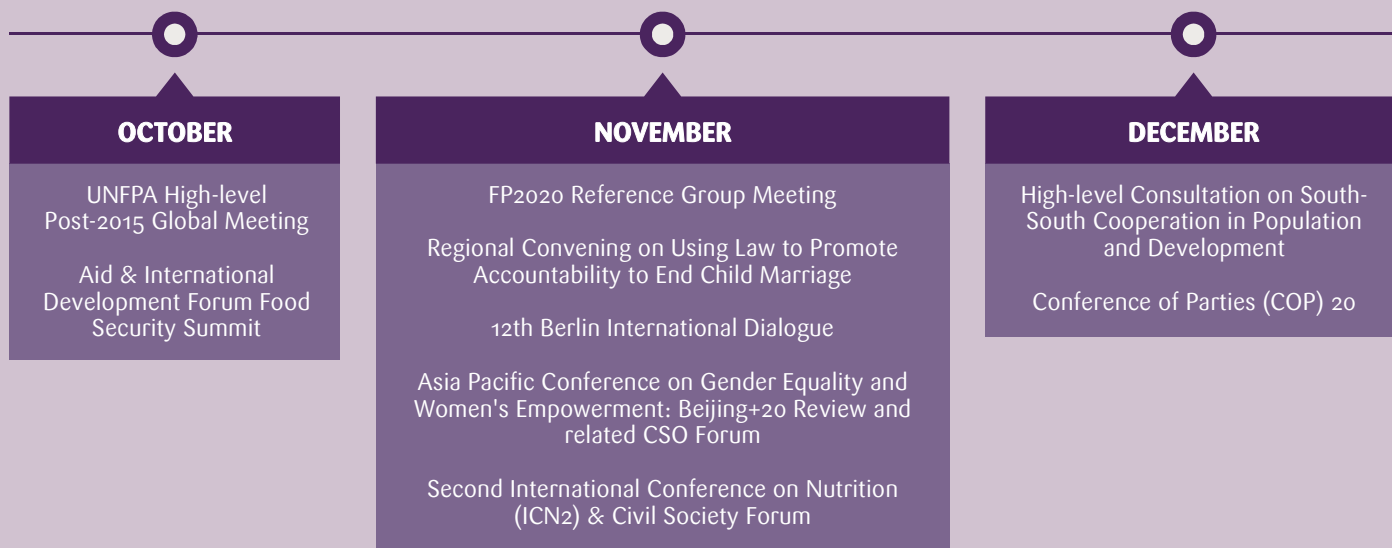 OCTOBER
UNFPA High-level
Post-2015 Global Meeting
Aid & International
Development Forum Food
Security Summit
NOVEMBER
FP2020 Reference Group Meeting
Regional Convening on Using Law to Promote
Accountability to End Child Marriage
12th Berlin International Dialogue
Asia Pacific Conference on Gender Equality and
Women's Empowerment: Beijing+20 Review and
related CSO Forum
Second International Conference on Nutrition
(ICN2) & Civil Society Forum
DECEMBER
High-level Consultation on South-
South Cooperation in Population
and Development
Conference of Parties (COP) 20